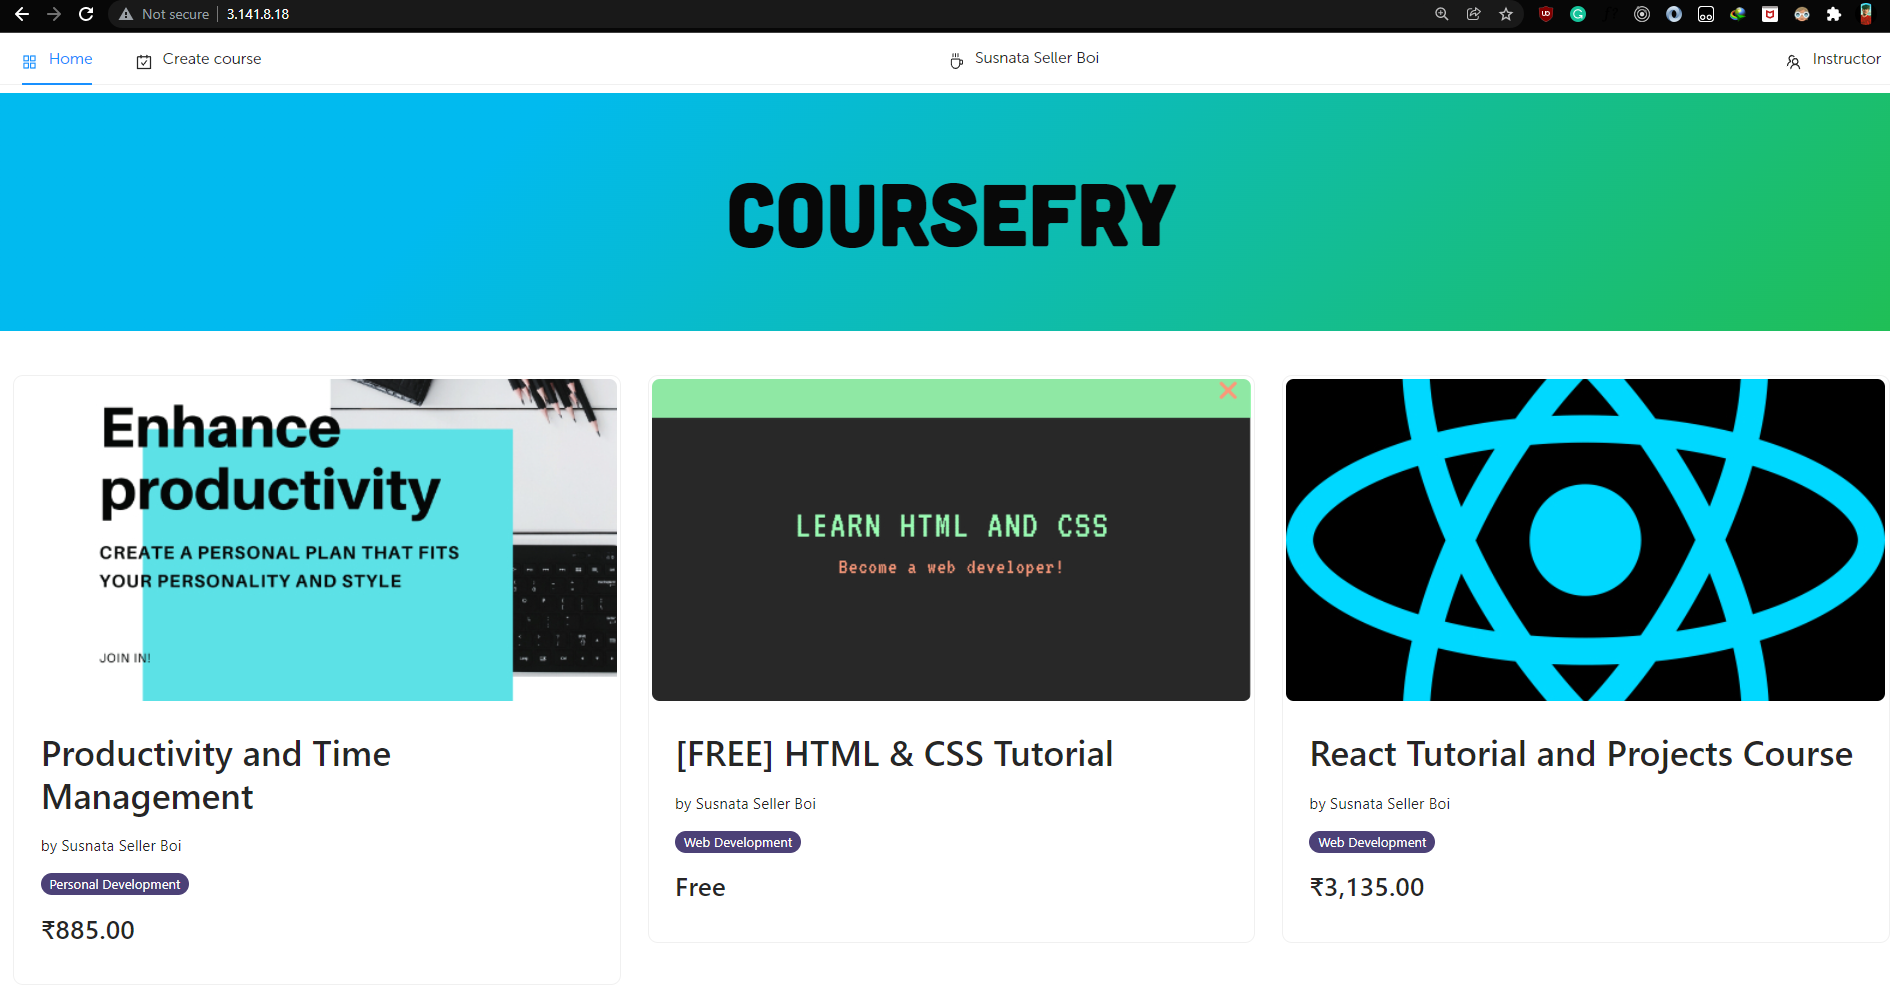 Not secure 3.141.8.18
Home Create course Susnata Seller Boi Instructor
COURSEFRY
Enhance
productivity
CREATE A PERSONAL PLAN THAT FITS
YOUR PERSONALITY AND STYLE
JOIN IN!
Productivity and Time
Management
by Susnata Seller Boi
Personal Development
₹885.00
LEARN HTML AND CSS
Become a web developer!
[FREE] HTML & CSS Tutorial
by Susnata Seller Boi
Web Development
Free
React Tutorial and Projects Course
by Susnata Seller Boi
Web Development
₹3,135.00